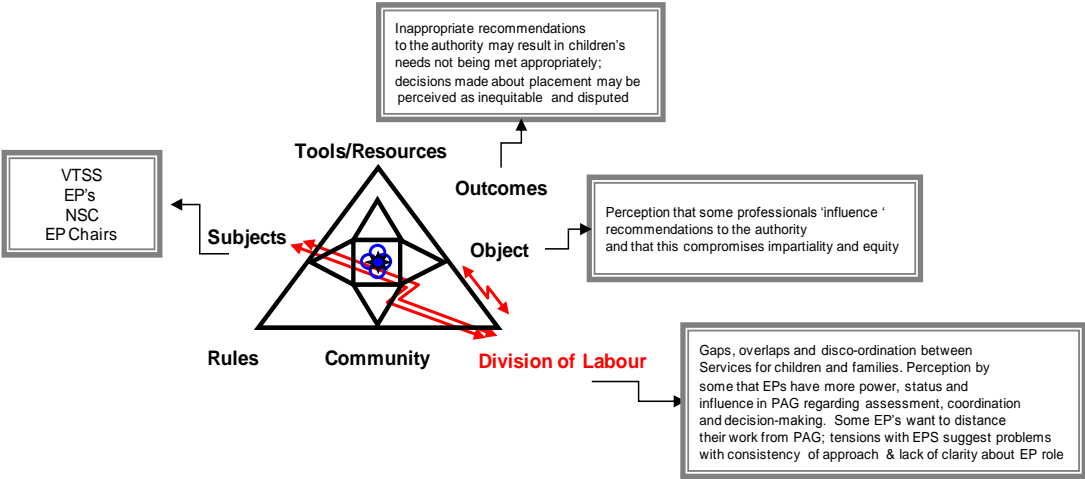 Inappropriate recommendations
to the authority may result in children's
needs not being met appropriately;
decisions made about placement may be
perceived as inequitable and disputed
Tools/Resources
Outcomes
VTSS
EP's
NSC
EP Chairs
Subjects
Object
Perception that some professionals 'influence '
recommendations to the authority
and that this compromises impartiality and equity
Rules
Community
Division of Labour
Gaps, overlaps and disco-ordination between
Services for children and families. Perception by
some that EPs have more power, status and
influence in PAG regarding assessment, coordination
and decision-making. Some EP's want to distance
their work from PAG; tensions with EPS suggest problems
with consistency of approach & lack of clarity about EP role